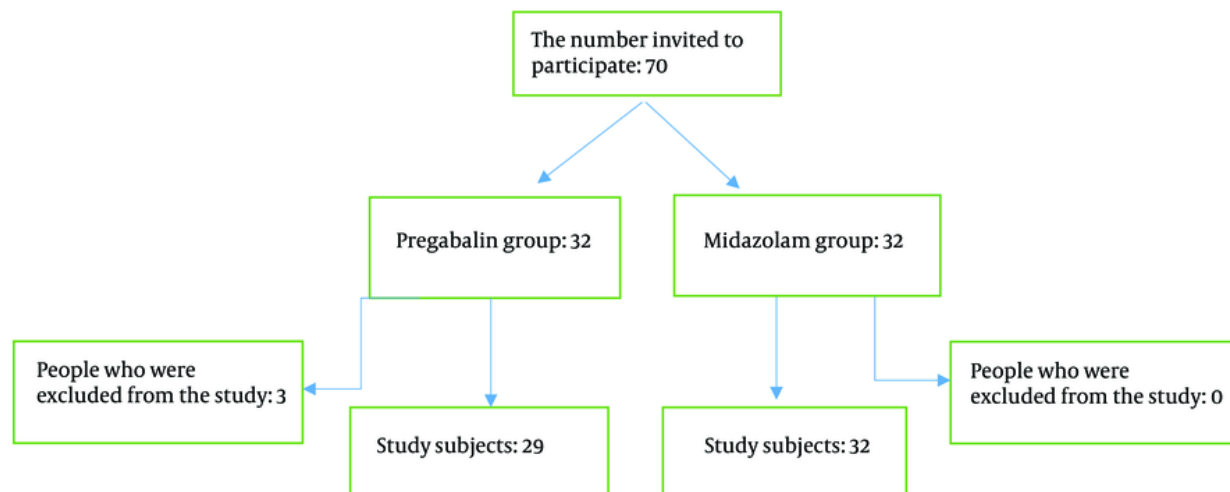 The number invited to
participate: 70
Pregabalin group: 32
Midazolam group: 32
People who were
excluded from the study: 3
Study subjects: 29
Study subjects: 32
People who were
excluded from the study: 0